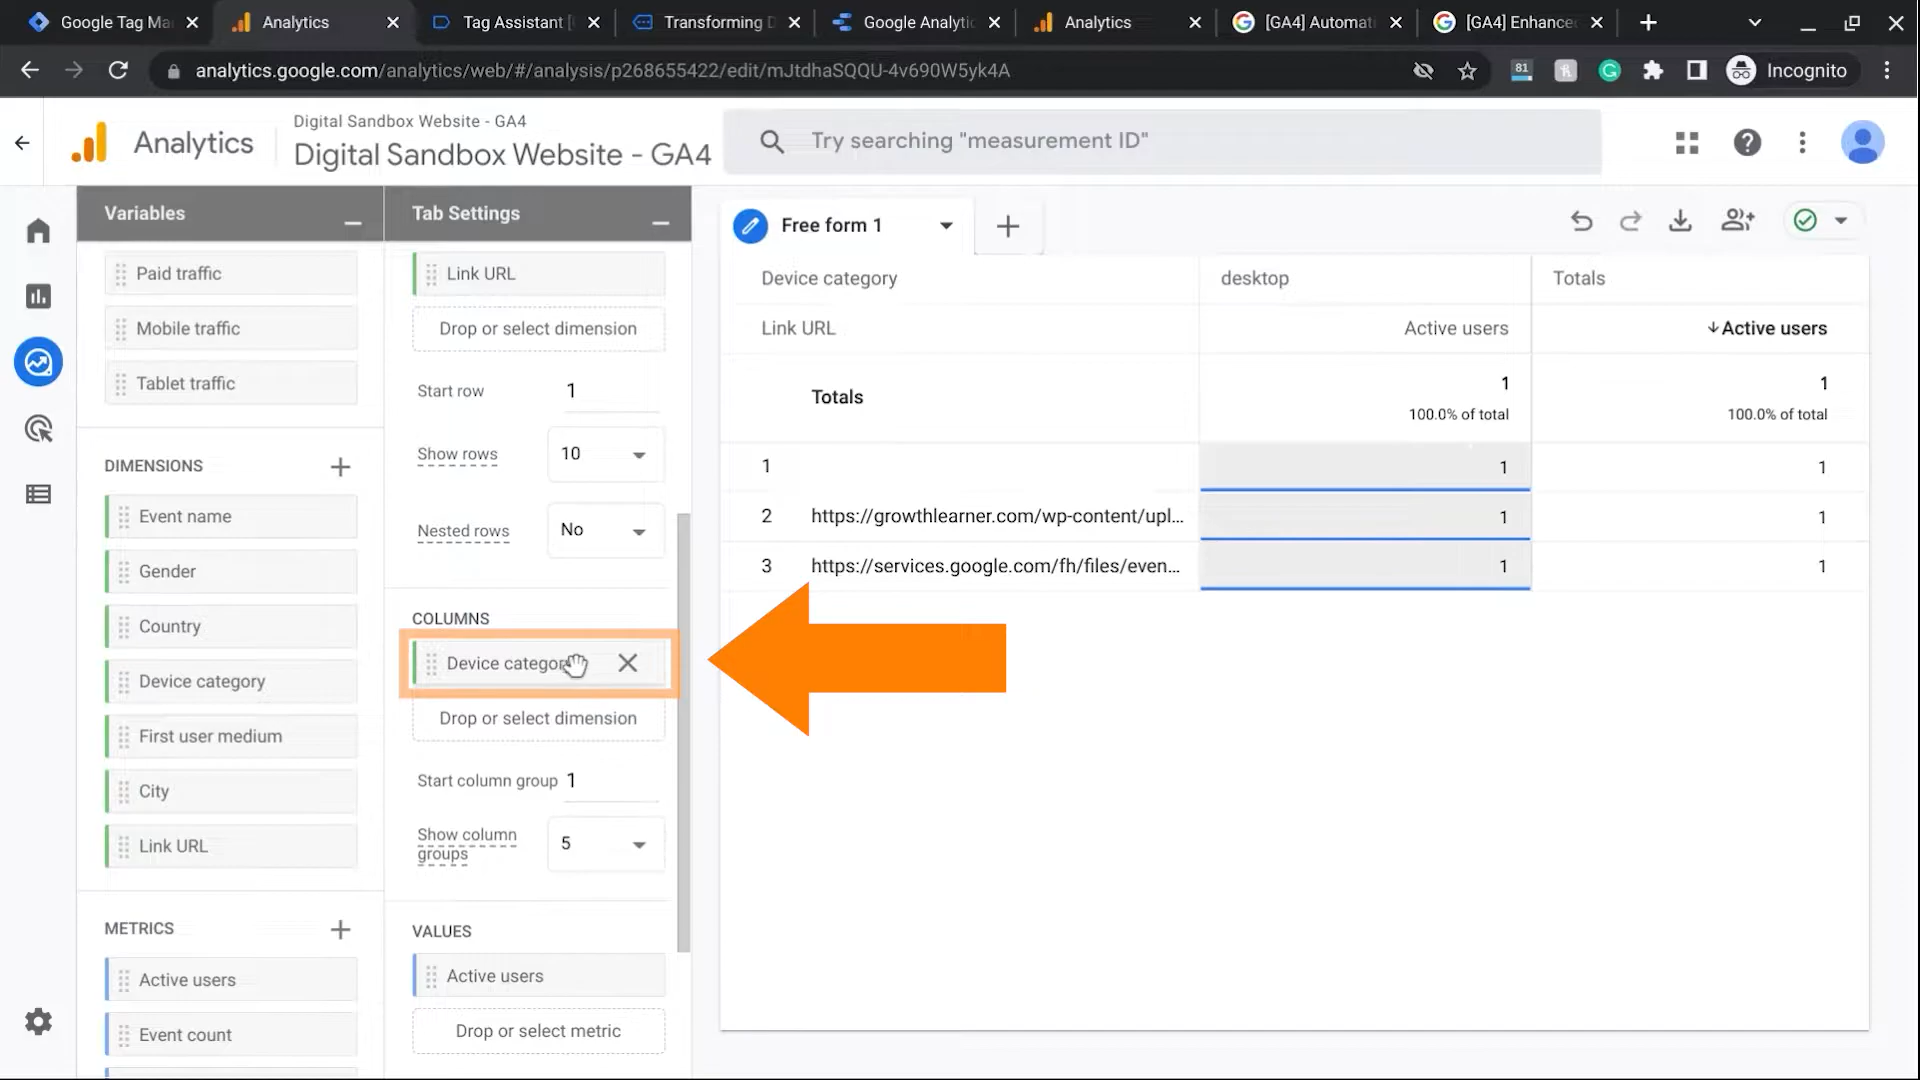 Google Tag Ma
Analytics
Tag Assistant [
Transforming D
Google Analytic
Analytics
[GA4] Automat
[GA4] Enhance
analytics.google.com/analytics/web/#/analysis/p268655422/edit/mJtdhaSQQU-4v690W5yk4A
81
Incognito
Analytics
Digital Sandbox Website - GA4
Digital Sandbox Website - GA4
Try searching "measurement ID"
Variables
Paid traffic
Mobile traffic
Tablet traffic
DIMENSIONS
Event name
Gender
Country
Device category
First user medium
City
Link URL
METRICS
Active users
Event count
Tab Settings
Link URL
Drop or select dimension
Start row 1
Show rows 10
Nested rows No
COLUMNS
Device category
Drop or select dimension
Start column group 1
Show column
groups
5
VALUES
Active users
Drop or select metric
Free form 1
Device category desktop Totals
Link URL Active users Active users
Totals 1 1
100.0% of total 100.0% of total
1 1 1
2 https://growthlearner.com/wp-content/upl... 1 1
3 https://services.google.com/fh/files/even... 1 1